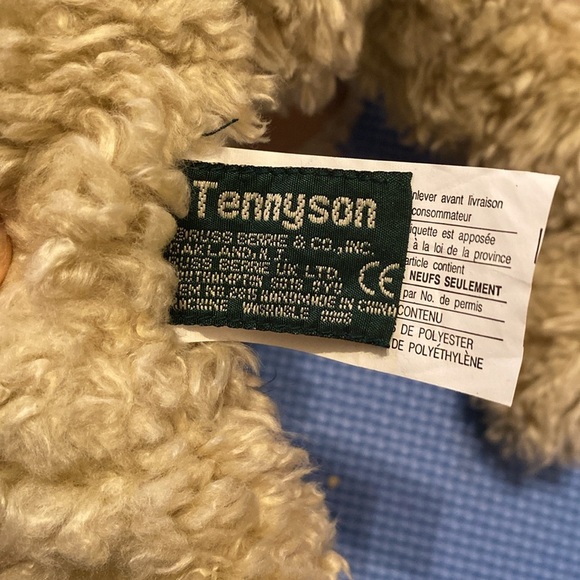 Tennyson
©RUSS BERRIE & CO., INC.
OAKLAND, N.J.
RUSS BERRIE UK LTD.
HANDMADE IN CHINA
MACHINE WASHABLE
CE
nlever avant livraison
consommateur
iquette est apposée
à la loi de la province
article contient
NEUFS SEULEMENT
par No. de permis
CONTENU
S DE POLYESTER
DE POLYÉTHYLÈNE